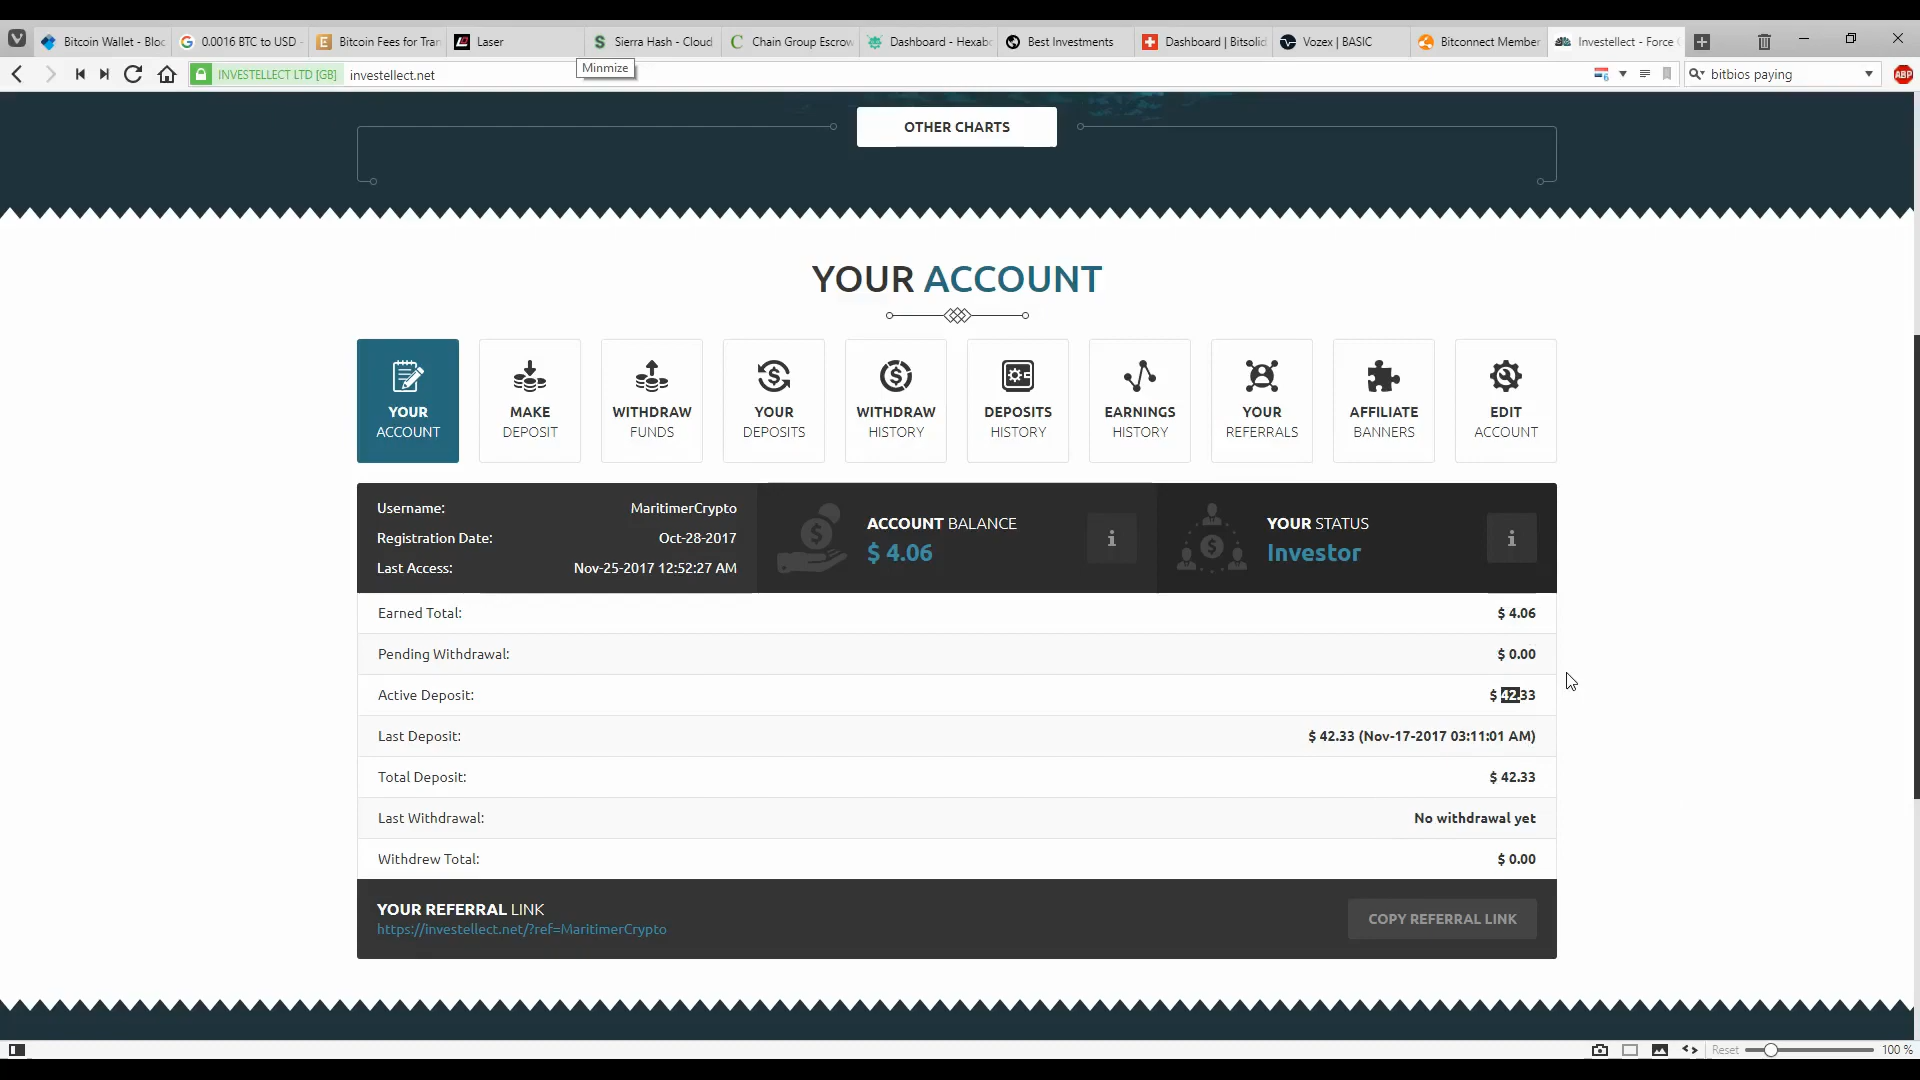 Bitcoin Wallet - Bloc
0.0016 BTC to USD -
Bitcoin Fees for Tran
Laser
Sierra Hash - Cloud
Chain Group Escrow
Dashboard - Hexabo
Best Investments
Dashboard | Bitsolid
Vozex | BASIC
Bitconnect Member
Investellect - Force
INVESTELLECT LTD [GB]
investellect.net
bitbios paying
ABP
Minmize
OTHER CHARTS
YOUR ACCOUNT
YOUR
ACCOUNT
MAKE
DEPOSIT
WITHDRAW
FUNDS
YOUR
DEPOSITS
WITHDRAW
HISTORY
DEPOSITS
HISTORY
EARNINGS
HISTORY
YOUR
REFERRALS
AFFILIATE
BANNERS
EDIT
ACCOUNT
Username: MaritimerCrypto
Registration Date: Oct-28-2017
Last Access: Nov-25-2017 12:52:27 AM
ACCOUNT BALANCE
$ 4.06
i
YOUR STATUS
Investor
i
Earned Total: $ 4.06
Pending Withdrawal: $ 0.00
Active Deposit: $ 42.33
Last Deposit: $ 42.33 (Nov-17-2017 03:11:01 AM)
Total Deposit: $ 42.33
Last Withdrawal: No withdrawal yet
Withdrew Total: $ 0.00
YOUR REFERRAL LINK
https://investellect.net/?ref=MaritimerCrypto
COPY REFERRAL LINK
Reset
100 %